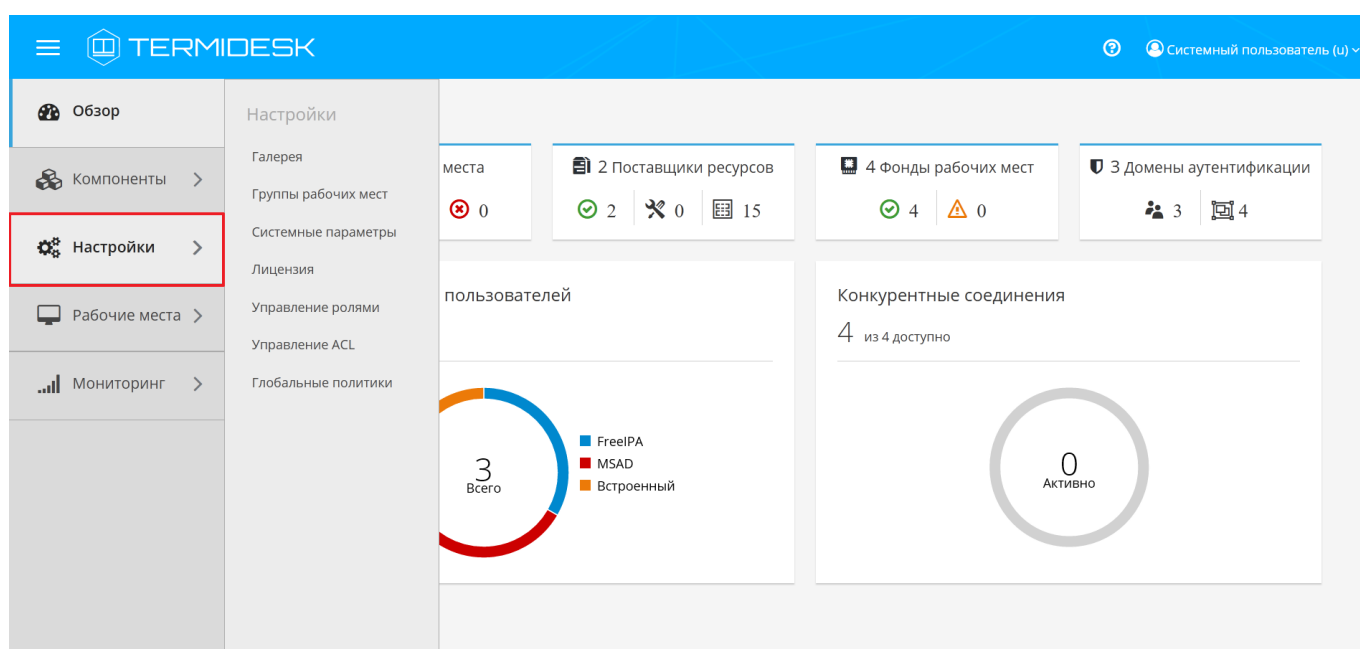 TERMIDESK
Системный пользователь (u)
Обзор
Компоненты
Настройки
Рабочие места
Мониторинг
Настройки
Галерея
Группы рабочих мест
Системные параметры
Лицензия
Управление ролями
Управление ACL
Глобальные политики
места
0
2 Поставщики ресурсов
2 0 15
4 Фонды рабочих мест
4 0
3 Домены аутентификации
3 4
пользователей
3
Всего
FreeIPA
MSAD
Встроенный
Конкурентные соединения
4 из 4 доступно
0
Активно